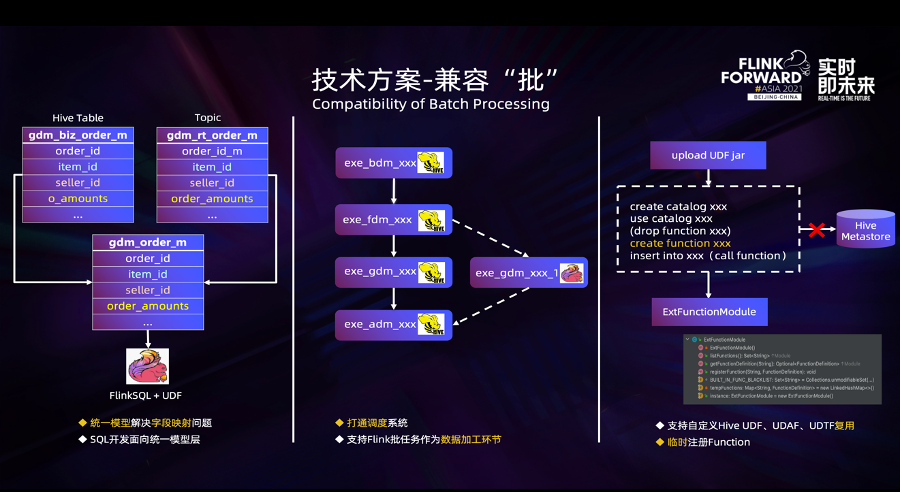 技术方案-兼容“批”
Compatibility of Batch Processing
FLINK
FORWARD
#ASIA 2021
BEIJING-CHINA
实时
即未来
REAL-TIME IS THE FUTURE
Hive Table
gdm_biz_order_m
order_id
item_id
seller_id
o_amounts
...
Topic
gdm_rt_order_m
order_id_m
item_id
seller_id
order_amounts
...
gdm_order_m
order_id
item_id
seller_id
order_amounts
...
FlinkSQL + UDF
统一模型解决字段映射问题
SQL开发面向统一模型层
exe_bdm_xxx
HIVE
exe_fdm_xxx
HIVE
exe_gdm_xxx
HIVE
exe_gdm_xxx_1
exe_adm_xxx
HIVE
打通调度系统
支持Flink批任务作为数据加工环节
upload UDF jar
create catalog xxx
use catalog xxx
(drop function xxx)
create function xxx
insert into xxx（call function）
Hive
Metastore
ExtFunctionModule
ExtFunctionModule
ExtFunctionModule()
listFunctions(): Set<String> ↑Module
getFunctionDefinition(String): Optional<FunctionDefinition> ↑Module
registerFunction(String, FunctionDefinition): void
BUILT_IN_FUNC_BLACKLIST: Set<String> = Collections.unmodifiableSet(...)
tempFunctions: Map<String, FunctionDefinition> = new LinkedHashMap<>()
instance: ExtFunctionModule = new ExtFunctionModule()
支持自定义Hive UDF、UDAF、UDTF复用
临时注册Function